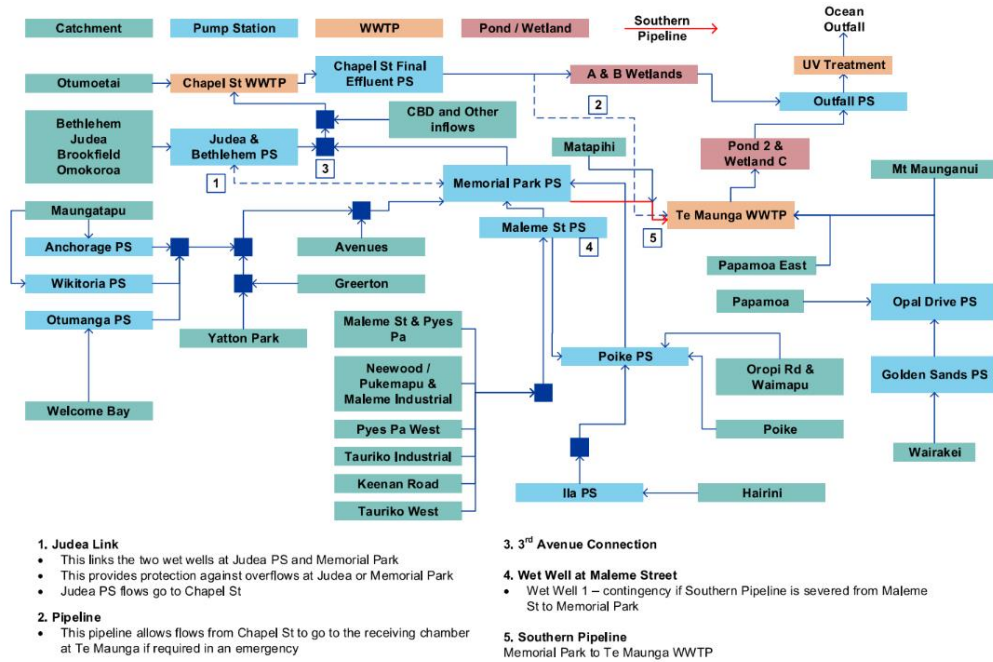 Catchment
Pump Station
WWTP
Pond / Wetland
Southern
Pipeline
Ocean
Outfall
UV Treatment
Outfall PS
Otumoetai
Chapel St WWTP
Chapel St Final
Effluent PS
A & B Wetlands
2
CBD and Other
inflows
Bethlehem
Judea
Brookfield
Omokoroa
Judea &
Bethlehem PS
3
1
Matapihi
Pond 2 &
Wetland C
Mt Maunganui
Memorial Park PS
Te Maunga WWTP
Maungatapu
Anchorage PS
Wikitoria PS
Otumanga PS
Avenues
Greerton
Yatton Park
Welcome Bay
Maleme St PS
4
5
Papamoa East
Papamoa
Opal Drive PS
Golden Sands PS
Wairakei
Maleme St & Pyes
Pa
Neewood /
Pukemapu &
Maleme Industrial
Pyes Pa West
Tauriko Industrial
Keenan Road
Tauriko West
Poike PS
Oropi Rd &
Waimapu
Poike
Ila PS
Hairini
1. Judea Link
• This links the two wet wells at Judea PS and Memorial Park
• This provides protection against overflows at Judea or Memorial Park
• Judea PS flows go to Chapel St
2. Pipeline
• This pipeline allows flows from Chapel St to go to the receiving chamber
at Te Maunga if required in an emergency
3. 3rd Avenue Connection
4. Wet Well at Maleme Street
• Wet Well 1 – contingency if Southern Pipeline is severed from Maleme
St to Memorial Park
5. Southern Pipeline
Memorial Park to Te Maunga WWTP